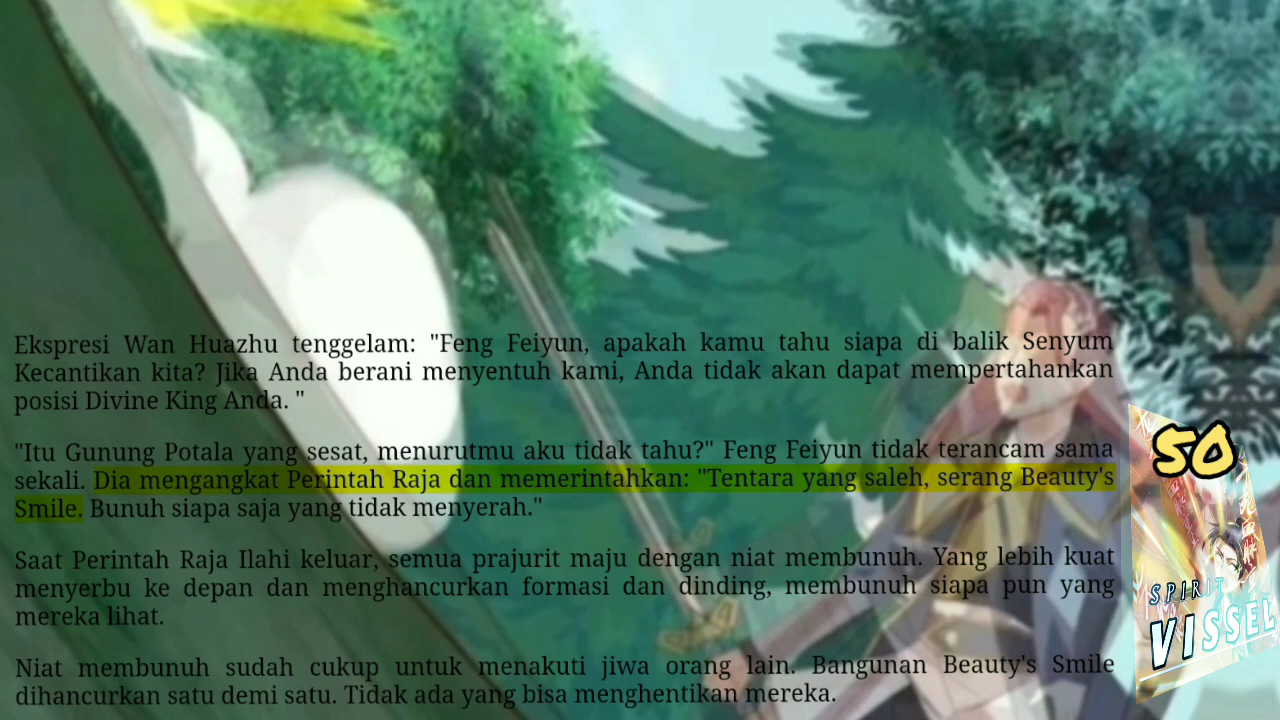 Ekspresi Wan Huazhu tenggelam: "Feng Feiyun, apakah kamu tahu siapa di balik Senyum
Kecantikan kita? Jika Anda berani menyentuh kami, Anda tidak akan dapat mempertahankan
posisi Divine King Anda. "
"Itu Gunung Potala yang sesat, menurutmu aku tidak tahu?" Feng Feiyun tidak terancam sama
sekali. Dia mengangkat Perintah Raja dan memerintahkan: "Tentara yang saleh, serang Beauty's
Smile. Bunuh siapa saja yang tidak menyerah."
Saat Perintah Raja Ilahi keluar, semua prajurit maju dengan niat membunuh. Yang lebih kuat
menyerbu ke depan dan menghancurkan formasi dan dinding, membunuh siapa pun yang
mereka lihat.
Niat membunuh sudah cukup untuk menakuti jiwa orang lain. Bangunan Beauty's Smile
dihancurkan satu demi satu. Tidak ada yang bisa menghentikan mereka.
50
SPIRIT
VISSEL